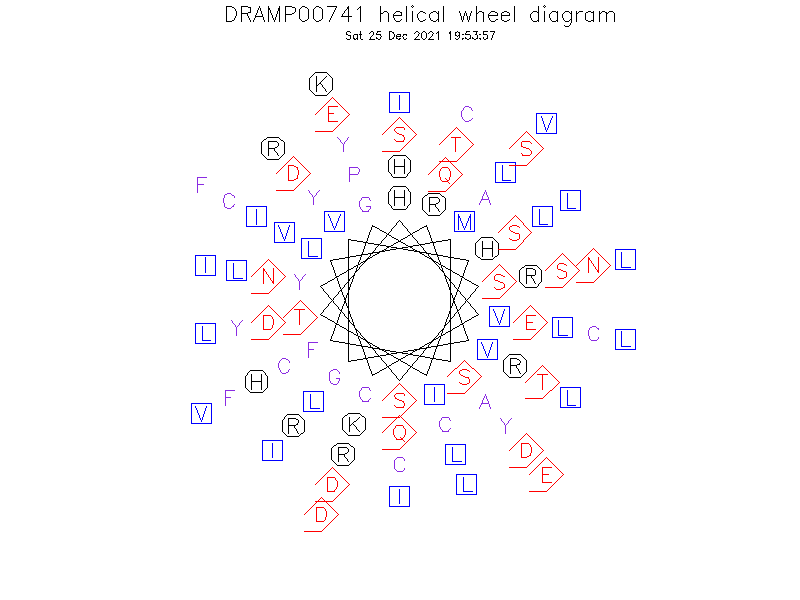 DRAMP00741 helical wheel diagram
Sat 25 Dec 2021 19:53:57
K
I
E C
V
S
Y T
R S
H
D P Q L
F
Y H A
C G R L
I L
V M
V S
L H
L
I N
L S
N R
Y S
T V
D E
Y L
L C
L
F V
C R
G S
H T
C I
F L
L S A
V
R K C Y
Q
I D
R L
C
E
D L
I
D